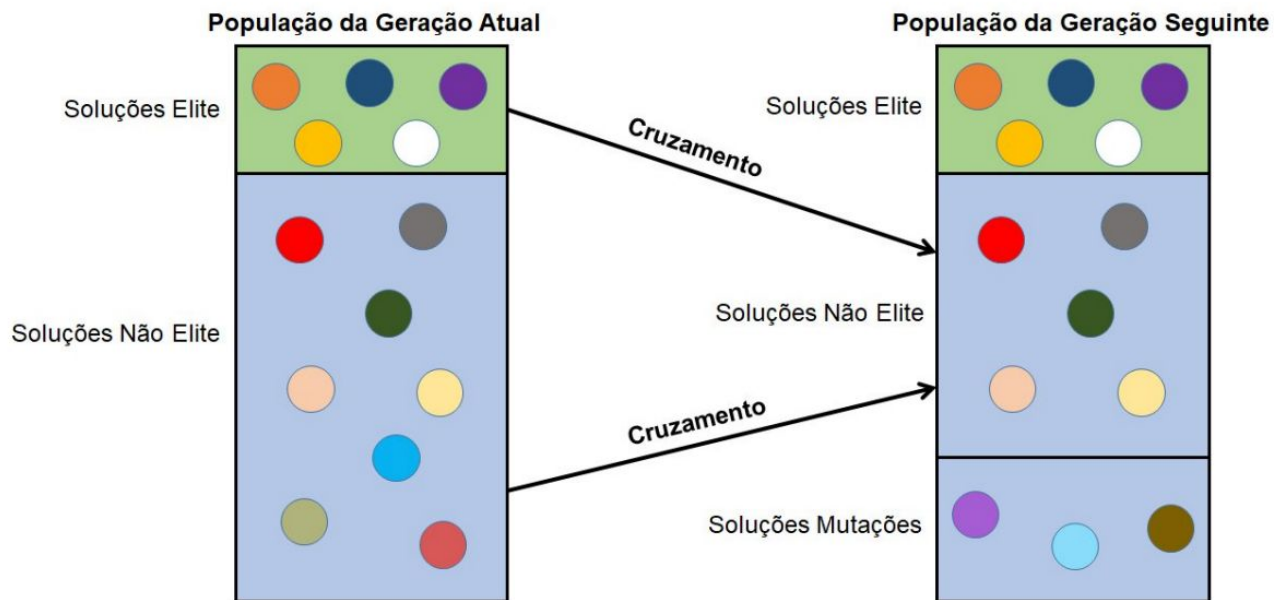 População da Geração Atual
População da Geração Seguinte
Soluções Elite
Soluções Elite
Cruzamento
Soluções Não Elite
Soluções Não Elite
Cruzamento
Soluções Mutações